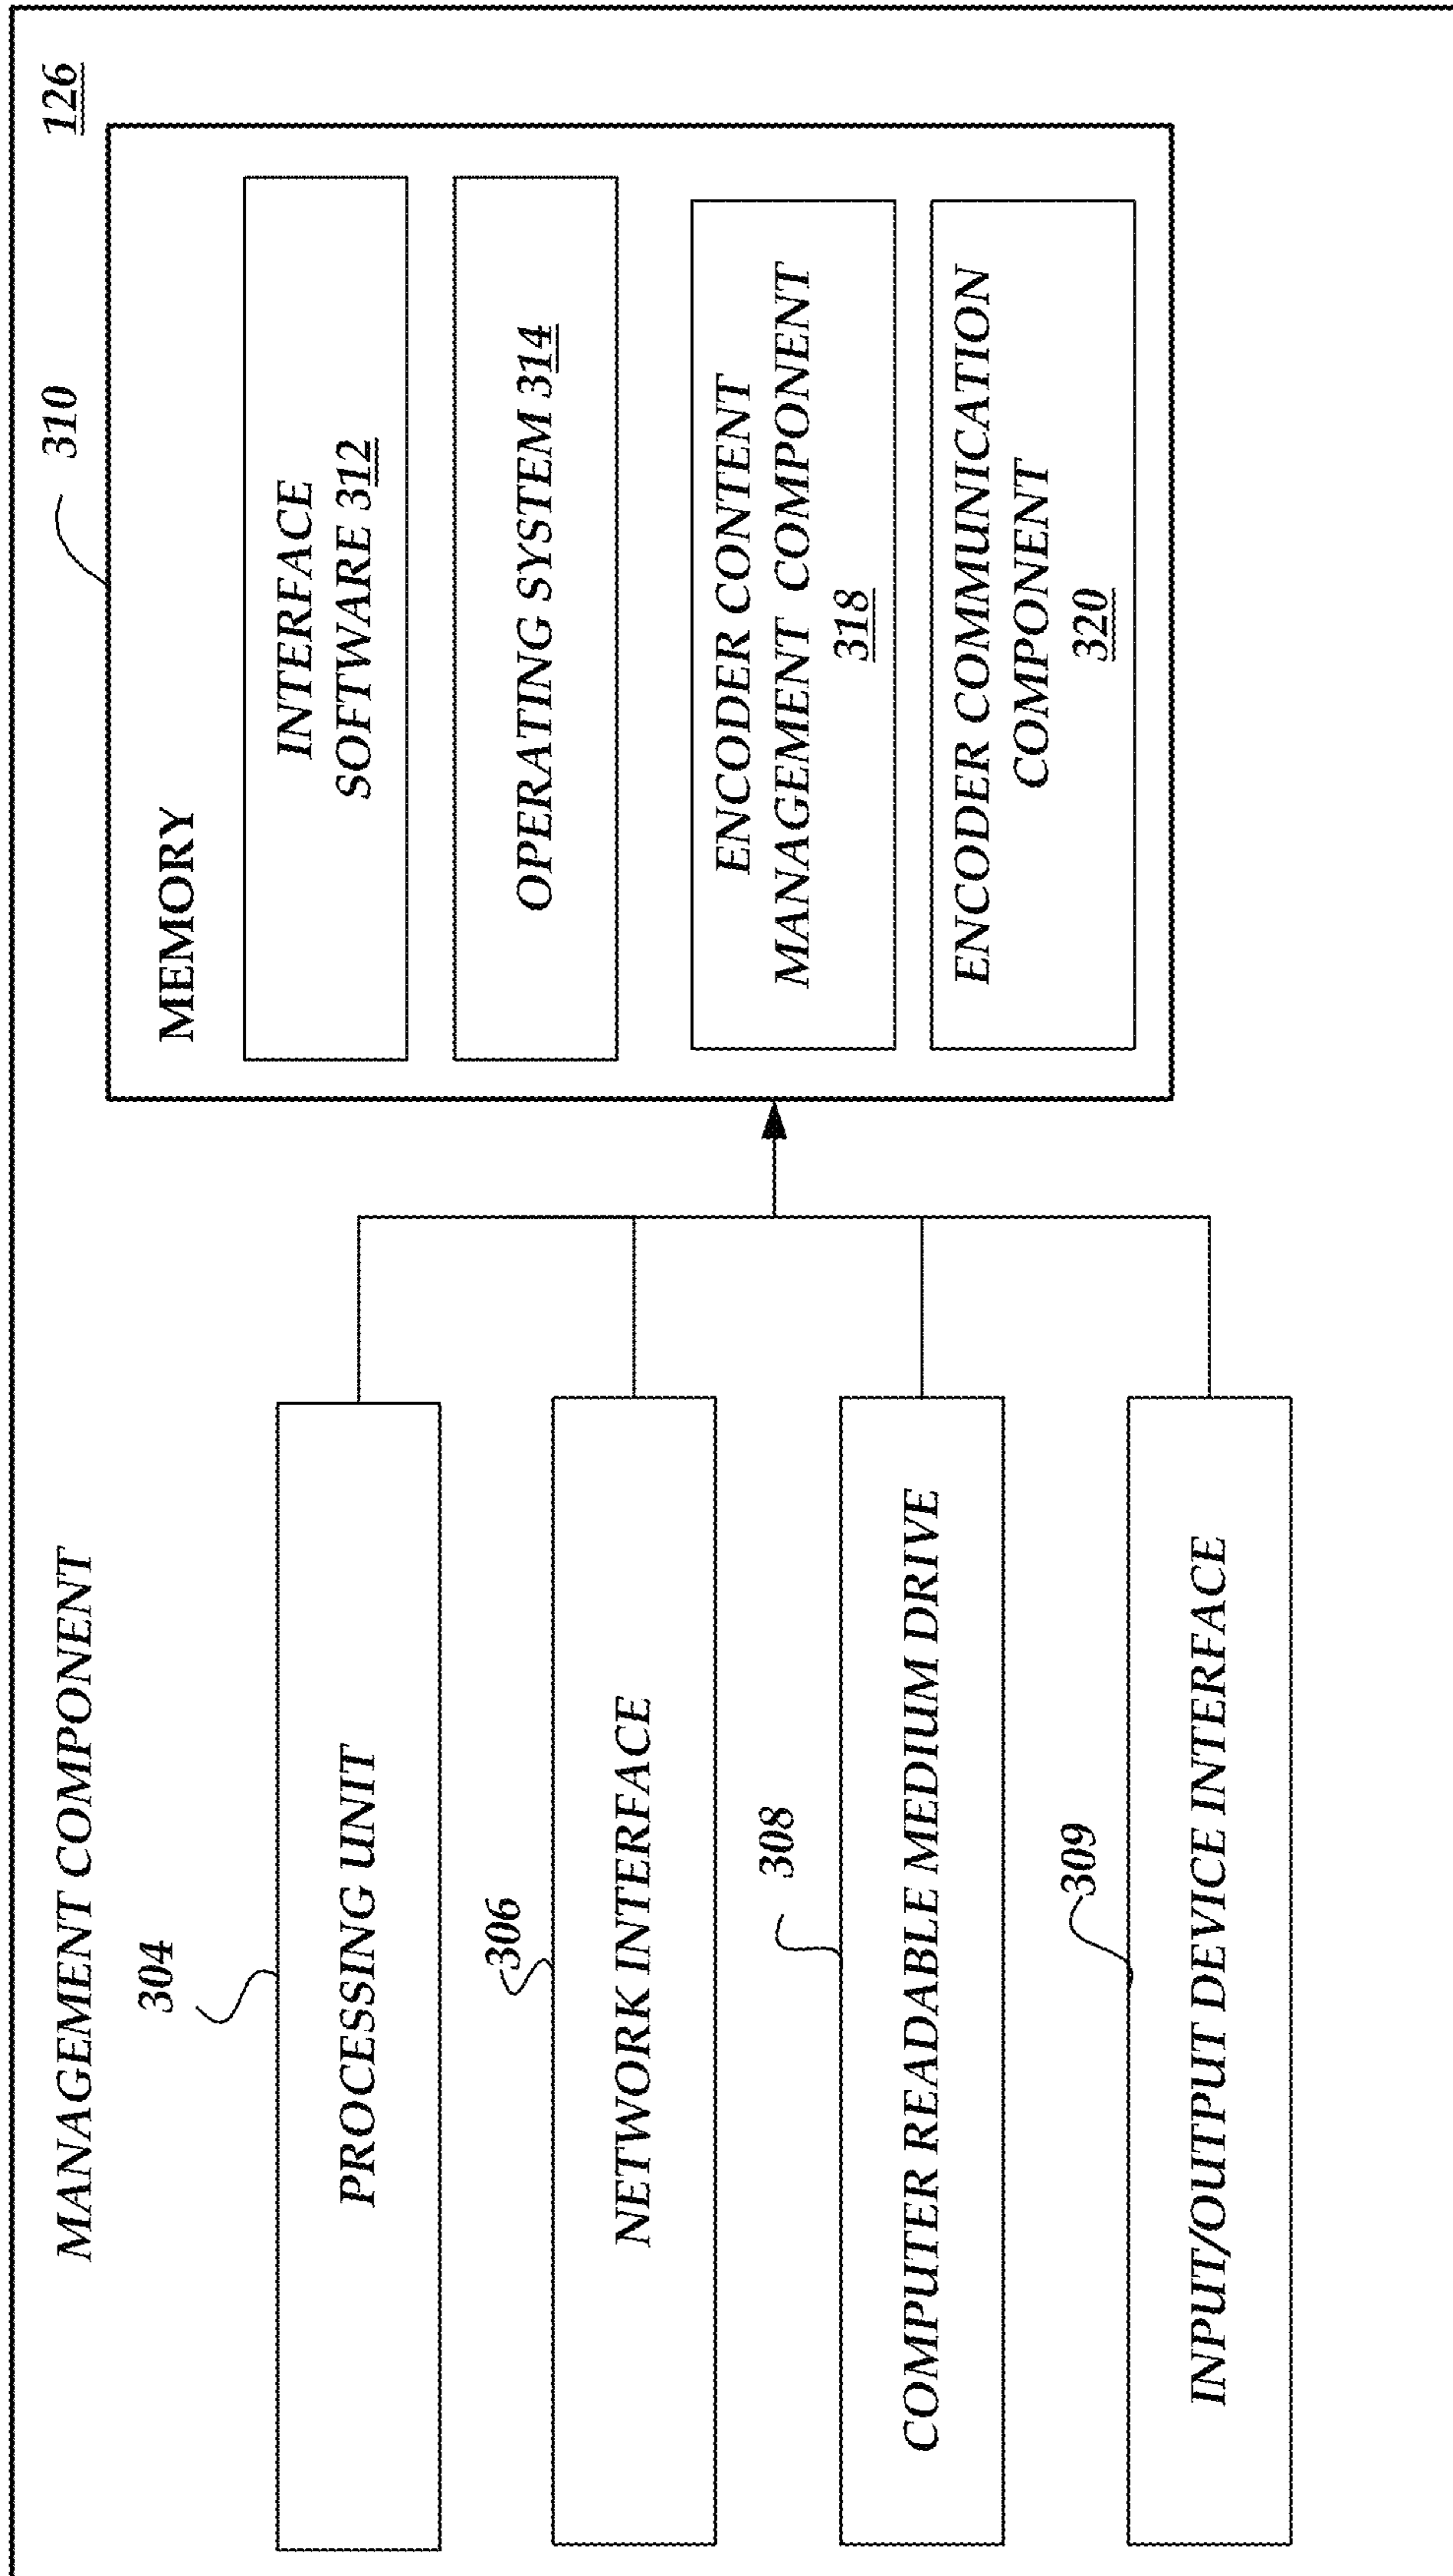 MANAGEMENT COMPONENT
126
304
PROCESSING UNIT
306
NETWORK INTERFACE
308
COMPUTER READABLE MEDIUM DRIVE
309
INPUT/OUTPUT DEVICE INTERFACE
310
MEMORY
INTERFACE
SOFTWARE 312
OPERATING SYSTEM 314
ENCODER CONTENT
MANAGEMENT COMPONENT
318
ENCODER COMMUNICATION
COMPONENT
320